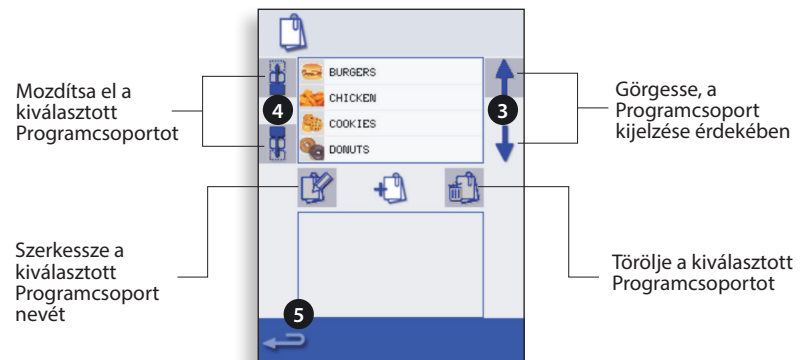 Mozdítsa el a
kiválasztott
Programcsoportot
4
BURGERS
CHICKEN
COOKIES
DONUTS
3
Görgesse, a
Programcsoport
kijelzése érdekében
Szerkessze a
kiválasztott
Programcsoport
nevét
Törölje a kiválasztott
Programcsoportot
5